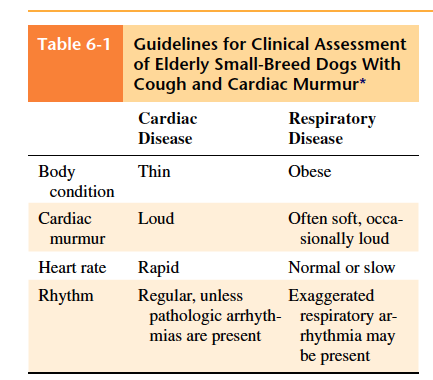 Table 6-1
Guidelines for Clinical Assessment
of Elderly Small-Breed Dogs With
Cough and Cardiac Murmur*
Cardiac Disease
Respiratory Disease
Body condition
Thin
Obese
Cardiac murmur
Loud
Often soft, occa-
sionally loud
Heart rate
Rapid
Normal or slow
Rhythm
Regular, unless
pathologic arrhyth-
mias are present
Exaggerated
respiratory ar-
rhythmia may
be present